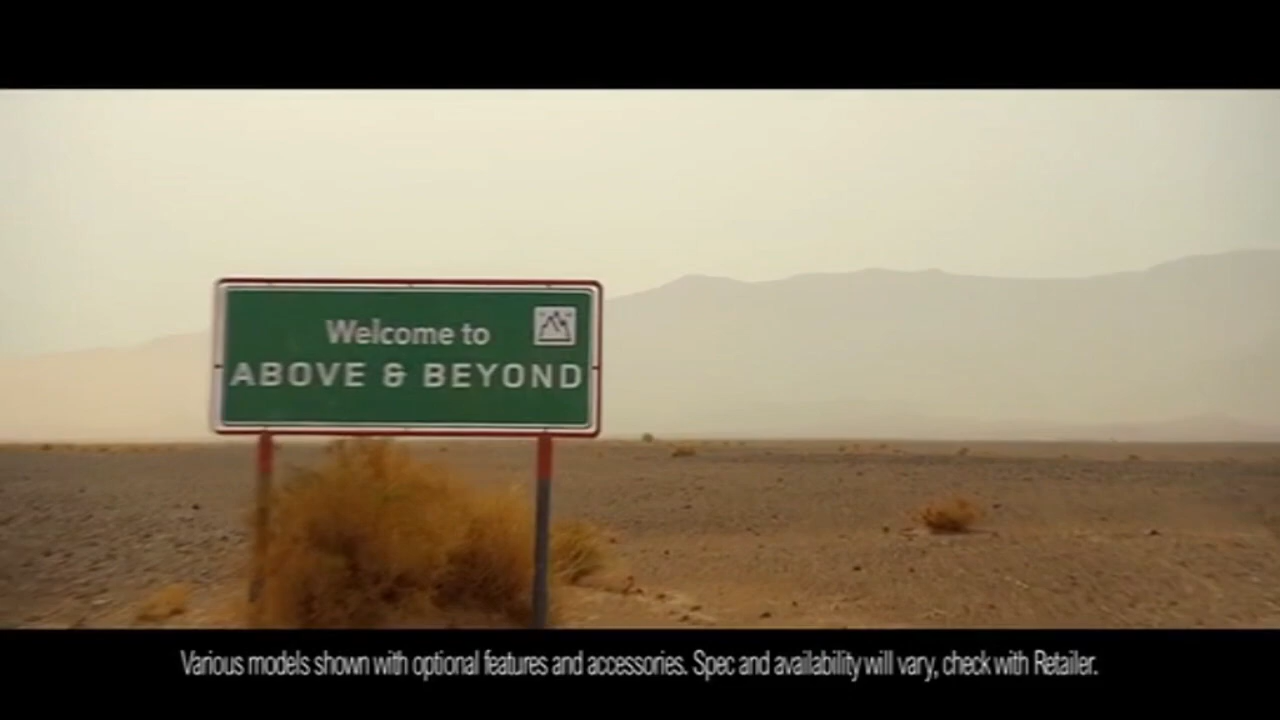 Welcome to
ABOVE & BEYOND
Various models shown with optional features and accessories. Spec and availability will vary, check with Retailer.